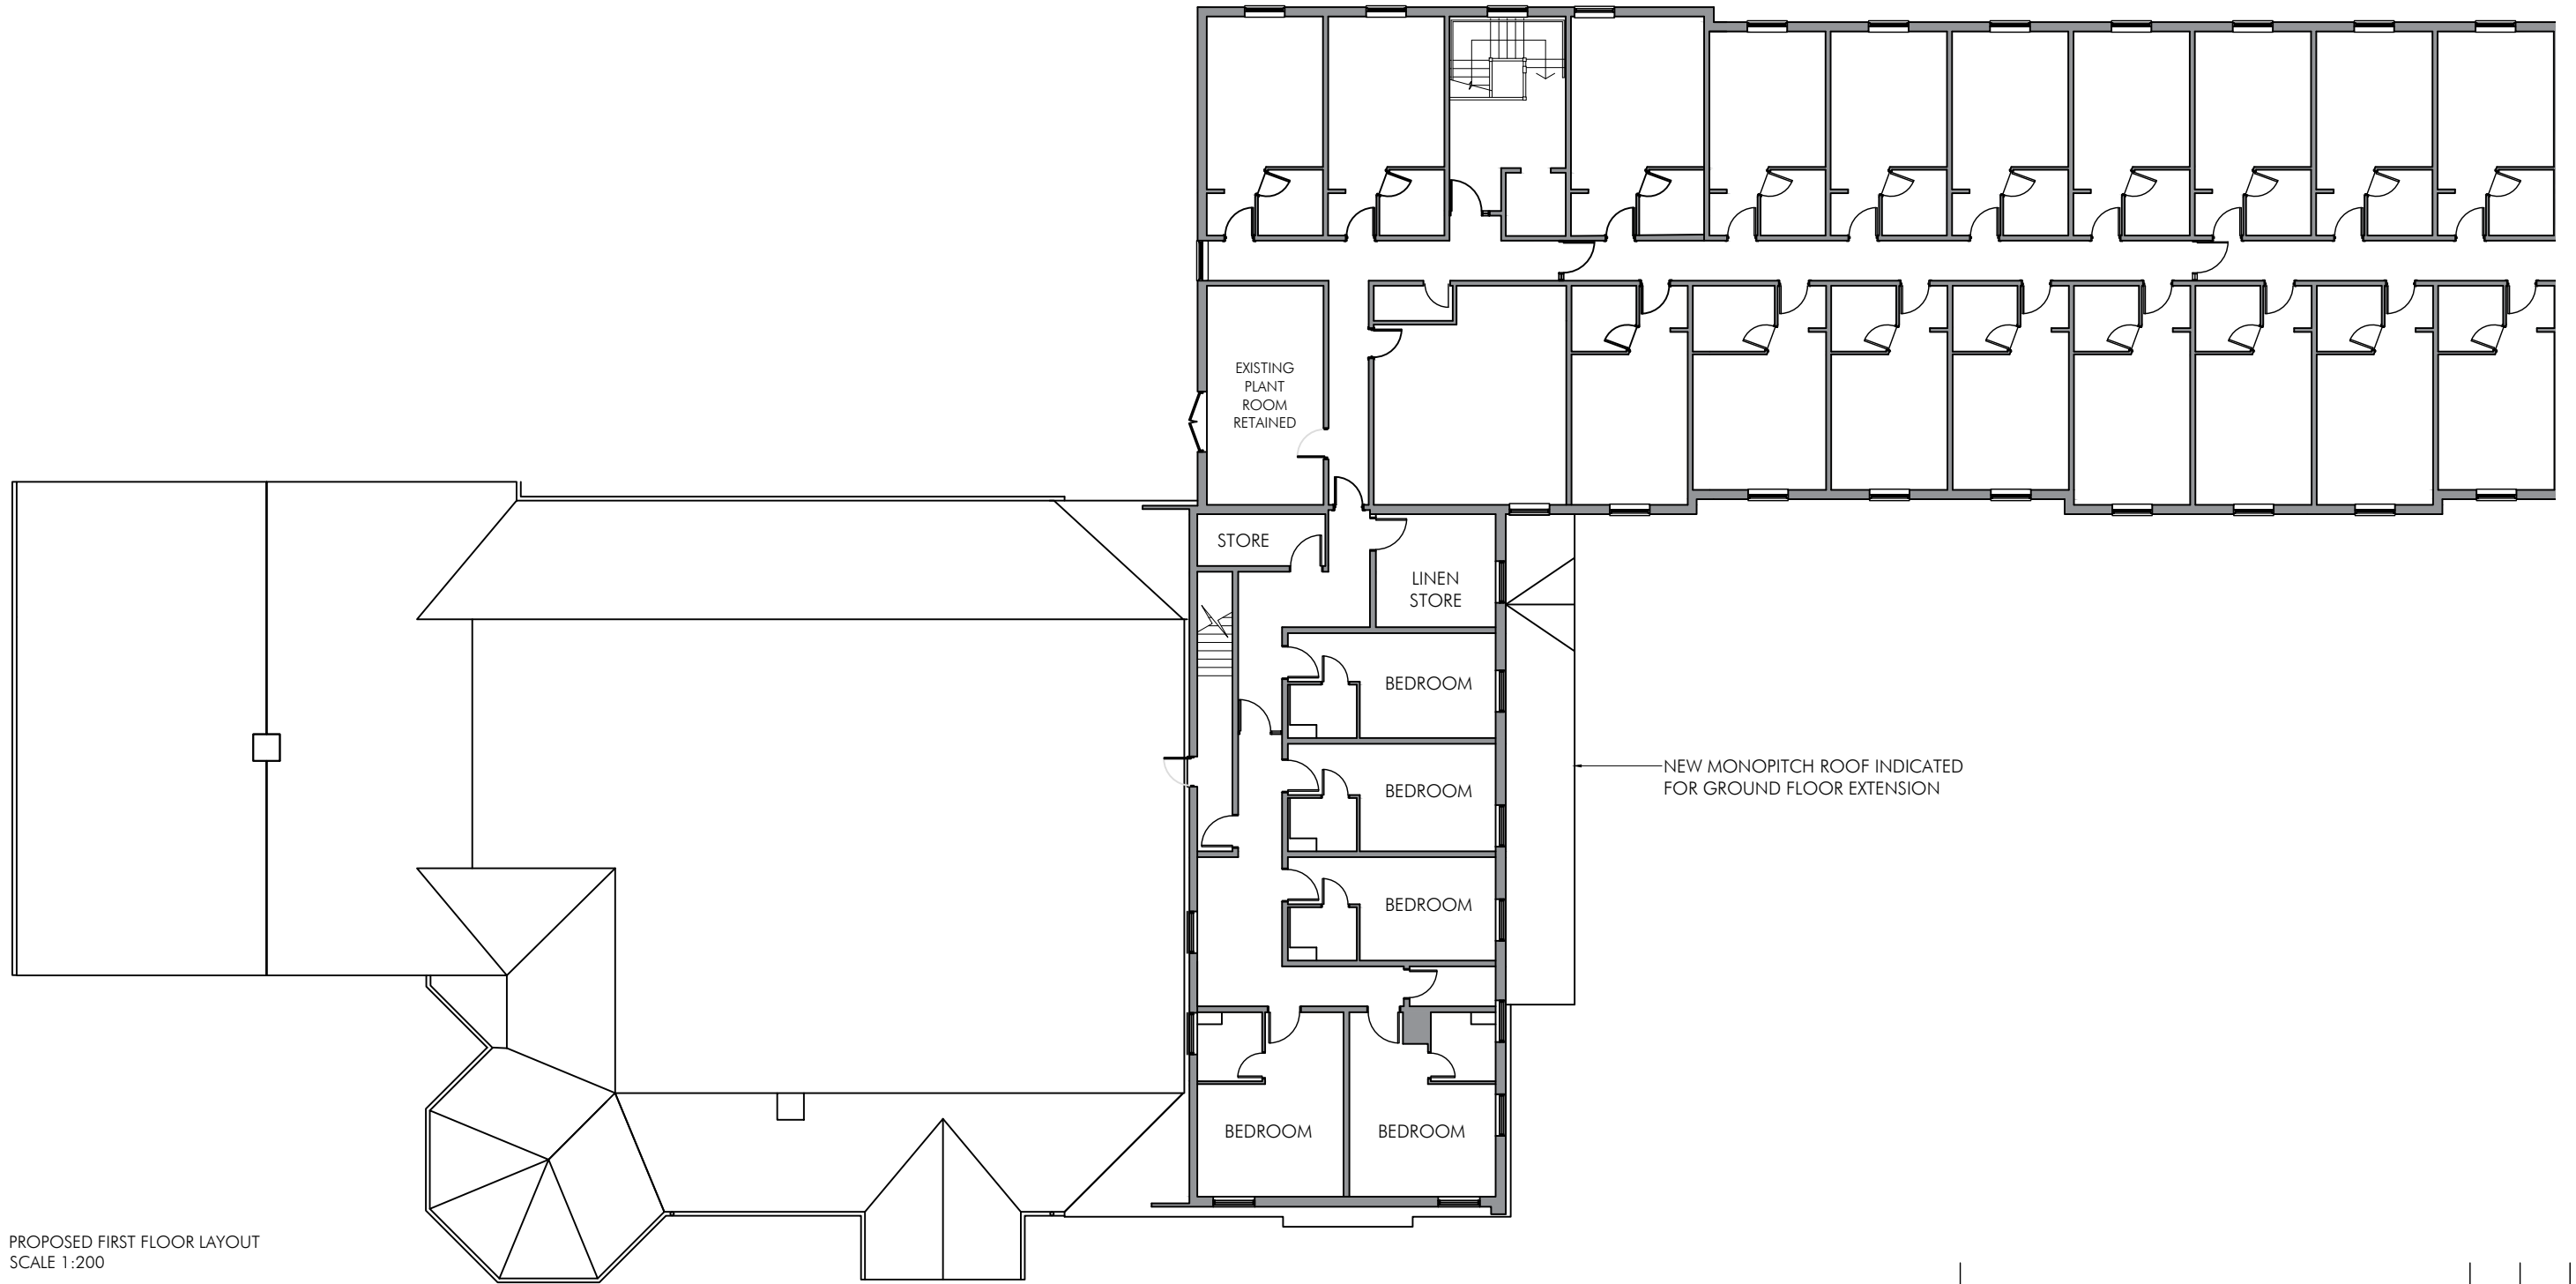 EXISTING
PLANT
ROOM
RETAINED
STORE
LINEN
STORE
BEDROOM
NEW MONOPITCH ROOF INDICATED
FOR GROUND FLOOR EXTENSION
BEDROOM
BEDROOM
BEDROOM
BEDROOM
PROPOSED FIRST FLOOR LAYOUT
SCALE 1:200